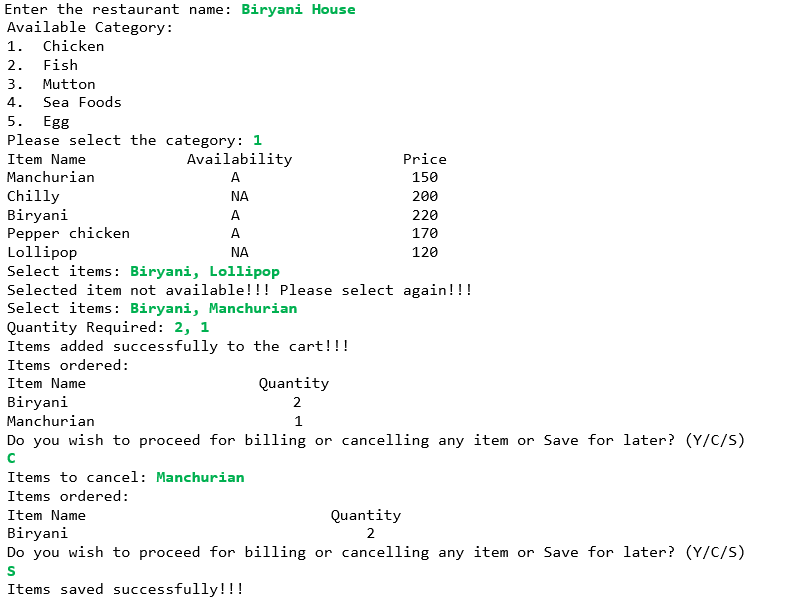 Enter the restaurant name: Biryani House
Available Category:
1. Chicken
2. Fish
3. Mutton
4. Sea Foods
5. Egg
Please select the category: 1
Item Name Availability Price
Manchurian A 150
Chilly NA 200
Biryani A 220
Pepper chicken A 170
Lollipop NA 120
Select items: Biryani, Lollipop
Selected item not available!!! Please select again!!!
Select items: Biryani, Manchurian
Quantity Required: 2, 1
Items added successfully to the cart!!!
Items ordered:
Item Name Quantity
Biryani 2
Manchurian 1
Do you wish to proceed for billing or cancelling any item or Save for later? (Y/C/S)
C
Items to cancel: Manchurian
Items ordered:
Item Name Quantity
Biryani 2
Do you wish to proceed for billing or cancelling any item or Save for later? (Y/C/S)
S
Items saved successfully!!!